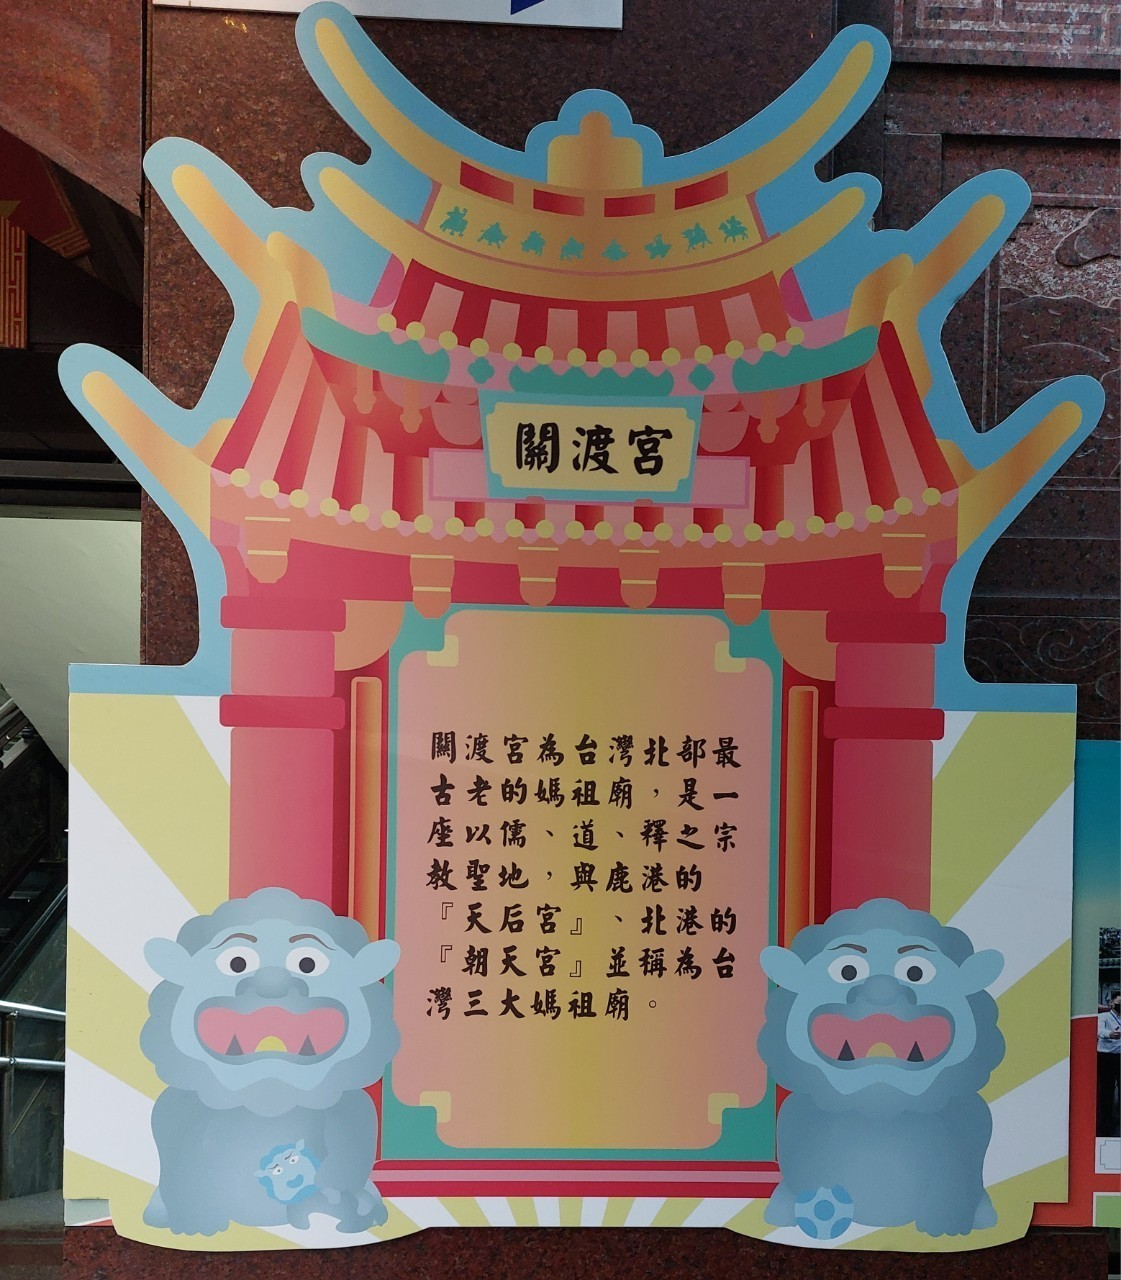 關渡宮
關渡宮為台灣北部最
古老的媽祖廟，是一
座以儒、道、釋之宗
教聖地，與鹿港的
『天后宮』、北港的
『朝天宮』並稱為台
灣三大媽祖廟。